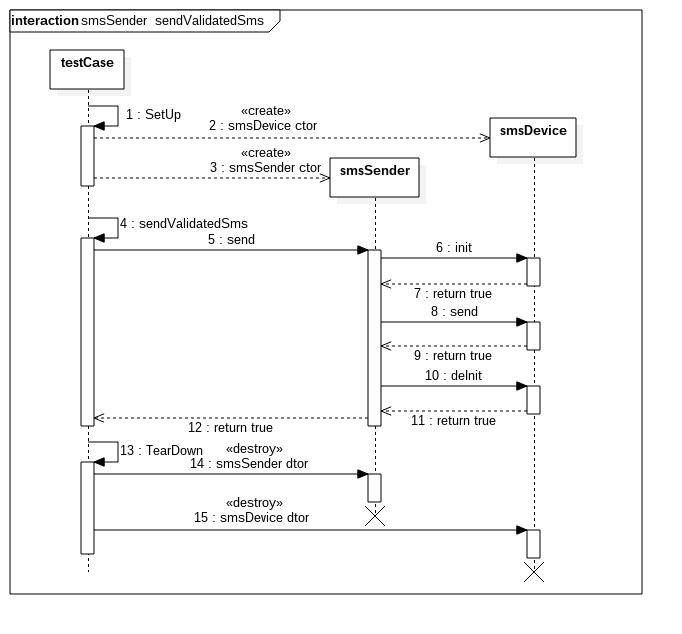 interaction smsSender sendValidatedSms
testCase
1 : SetUp
«create»
2 : smsDevice ctor
smsDevice
«create»
3 : smsSender ctor
smsSender
4 : sendValidatedSms
5 : send
6 : init
7 : return true
8 : send
9 : return true
10 : deInit
11 : return true
12 : return true
13 : TearDown
«destroy»
14 : smsSender dtor
«destroy»
15 : smsDevice dtor